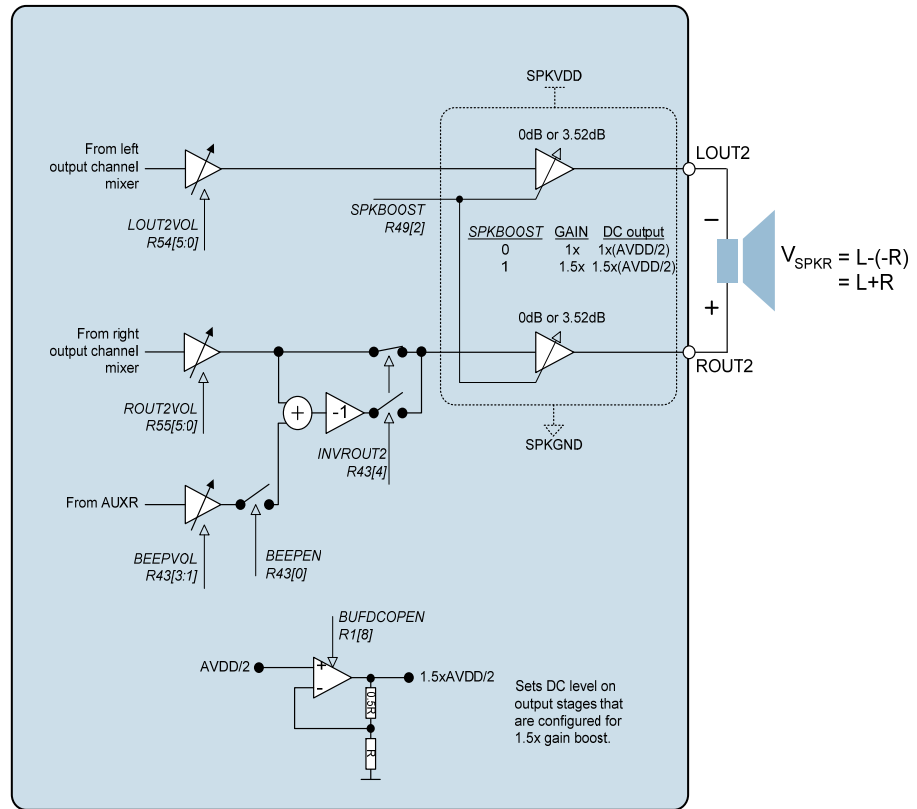 SPKVDD
0dB or 3.52dB
From left
output channel
mixer
LOUT2VOL
R54[5:0]
SPKBOOST
R49[2]
SPKBOOST GAIN DC output
0 1x 1x(AVDD/2)
1 1.5x 1.5x(AVDD/2)
LOUT2
−
+
VSPKR = L-(-R)
= L+R
0dB or 3.52dB
ROUT2
From right
output channel
mixer
ROUT2VOL
R55[5:0]
+
-1
INVROUT2
R43[4]
SPKGND
From AUXR
BEEPVOL
R43[3:1]
BEEPEN
R43[0]
BUFDCOPEN
R1[8]
AVDD/2
+
-
1.5xAVDD/2
0.5R
R
Sets DC level on
output stages that
are configured for
1.5x gain boost.